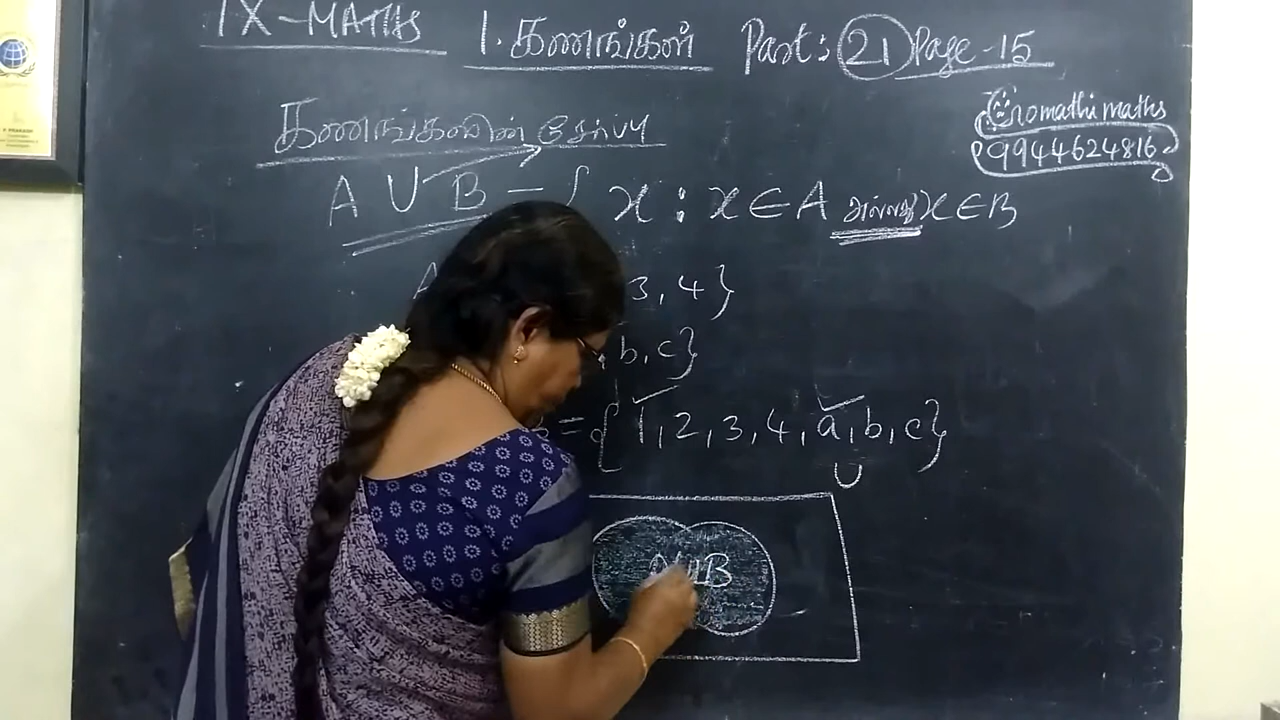 IX-MATHS 1. கணங்கள் Part: 21 Page-15
Gomathi maths
9944624816
கணங்களின் சேர்ப்பு
A ∪ B = { x : x ∈ A அல்லது x ∈ B
A 3, 4}
b, c}
= {1, 2, 3, 4, a, b, c}
U
A∪B